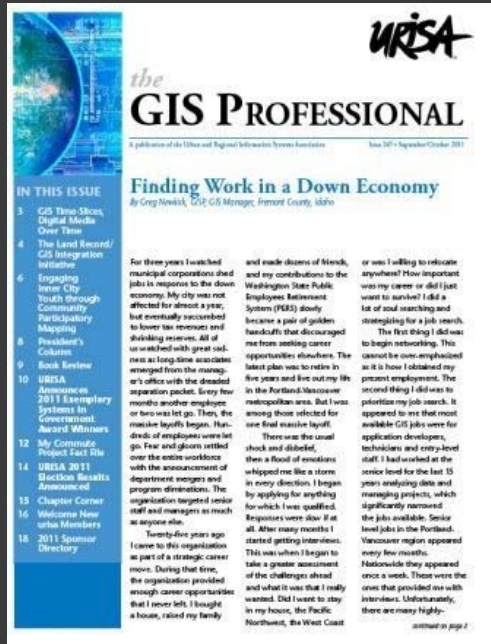 URISA
the
GIS PROFESSIONAL
A publication of the Urban and Regional Information Systems Association
Issue 247 • September/October 2011
IN THIS ISSUE
3 GIS Time-Slices,
Digital Media
Over Time
4 The Land Record/
GIS Integration
Initiative
6 Engaging
Inner City
Youth through
Community
Participatory
Mapping
8 President's
Column
9 Book Review
10 URISA
Announces
2011 Exemplary
Systems in
Government
Award Winners
12 My Commute
Project Fact File
14 URISA 2011
Election Results
Announced
15 Chapter Corner
16 Welcome New
urisa Members
18 2011 Sponsor
Directory
Finding Work in a Down Economy
By Greg Newkirk, GISP, GIS Manager, Fremont County, Idaho
For three years I watched
municipal corporations shed
jobs in response to the down
economy. My city was not
affected for almost a year,
but eventually succumbed
to lower tax revenues and
shrinking reserves. All of
us watched with great sad-
ness as long-time associates
emerged from the manag-
er's office with the dreaded
separation packet. Every few
months another employee
or two was let go. Then, the
massive layoffs began. Hun-
dreds of employees were let
go. Fear and gloom settled
over the entire workforce
with the announcement of
department mergers and
program eliminations. The
organization targeted senior
staff and managers as much
as anyone else.
Twenty-five years ago
I came to this organization
as part of a strategic career
move. During that time,
the organization provided
enough career opportunities
that I never left. I bought
a house, raised my family
and made dozens of friends,
and my contributions to the
Washington State Public
Employees Retirement
System (PERS) slowly
became a pair of golden
handcuffs that discouraged
me from seeking career
opportunities elsewhere. The
latest plan was to retire in
five years and live out my life
in the Portland-Vancouver
metropolitan area. But I was
among those selected for
one final massive layoff.
There was the usual
shock and disbelief,
then a flood of emotions
whipped me like a storm
in every direction. I began
by applying for anything
for which I was qualified.
Responses were slow if at
all. After many months I
started getting interviews.
This was when I began to
take a greater assessment
of the challenges ahead
and what it was that I really
wanted. Did I want to stay
in my house, the Pacific
Northwest, the West Coast
or was I willing to relocate
anywhere? How important
was my career or did I just
want to survive? I did a
lot of soul searching and
strategizing for a job search.
The first thing I did was
to begin networking. This
cannot be over-emphasized
as it is how I obtained my
present employment. The
second thing I did was to
prioritize my job search. It
appeared to me that most
available GIS jobs were for
application developers,
technicians and entry-level
staff. I had worked at the
senior level for the last 15
years analyzing data and
managing projects, which
significantly narrowed
the jobs available. Senior
level jobs in the Portland-
Vancouver region appeared
every few months.
Nationwide they appeared
once a week. These were the
ones that provided me with
interviews. Unfortunately,
there are many highly-
continued on page 2